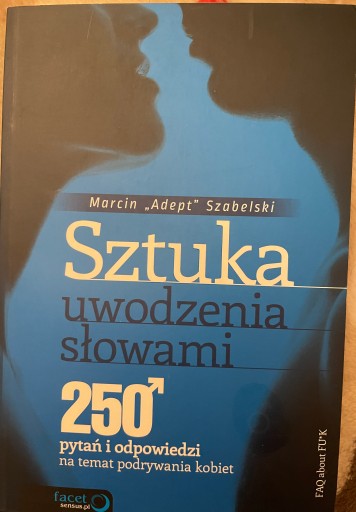 Marcin „Adept” Szabelski
Sztuka
uwodzenia
słowami
250
pytań i odpowiedzi
na temat podrywania kobiet
FAQ about FU*K
facet
sensus.pl